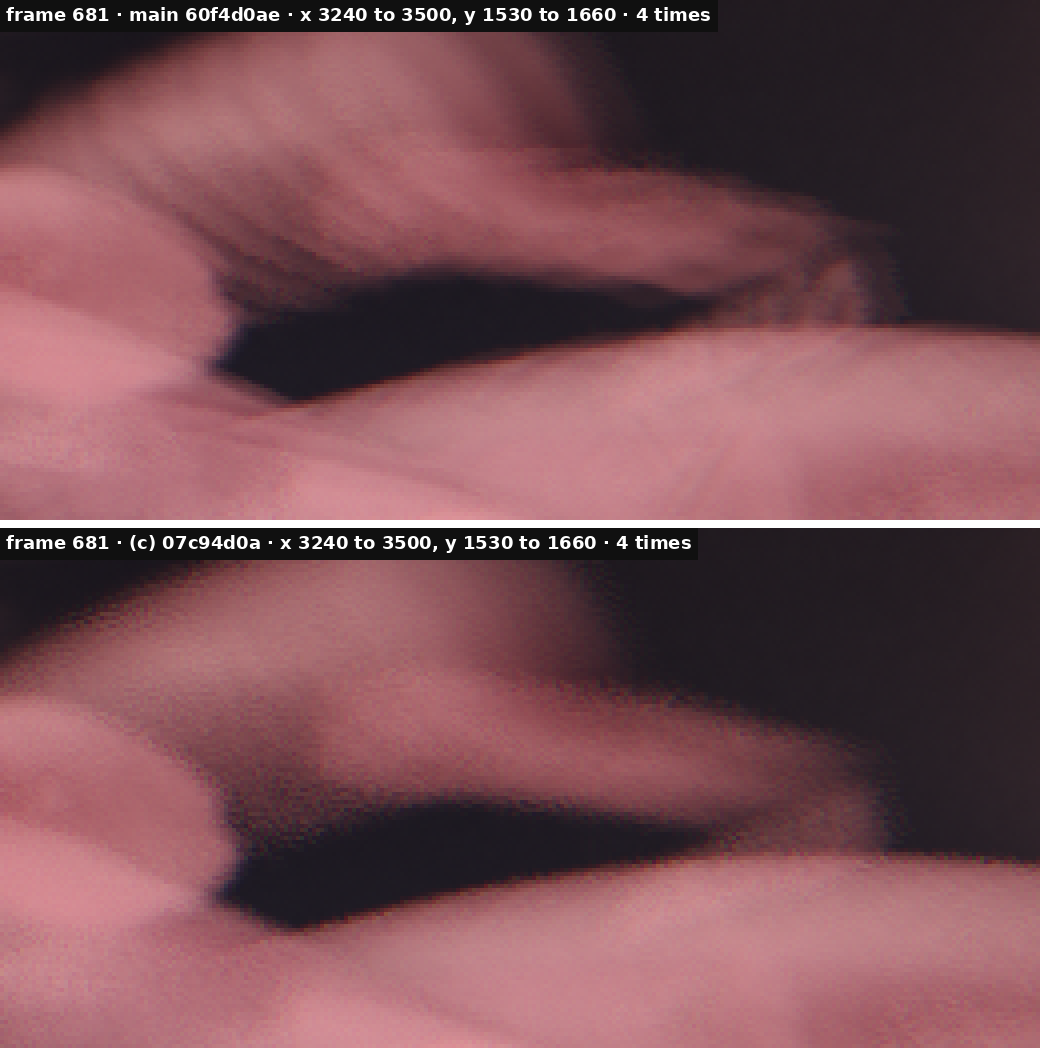 frame 681 · main 60f4d0ae · x 3240 to 3500, y 1530 to 1660 · 4 times
frame 681 · (c) 07c94d0a · x 3240 to 3500, y 1530 to 1660 · 4 times